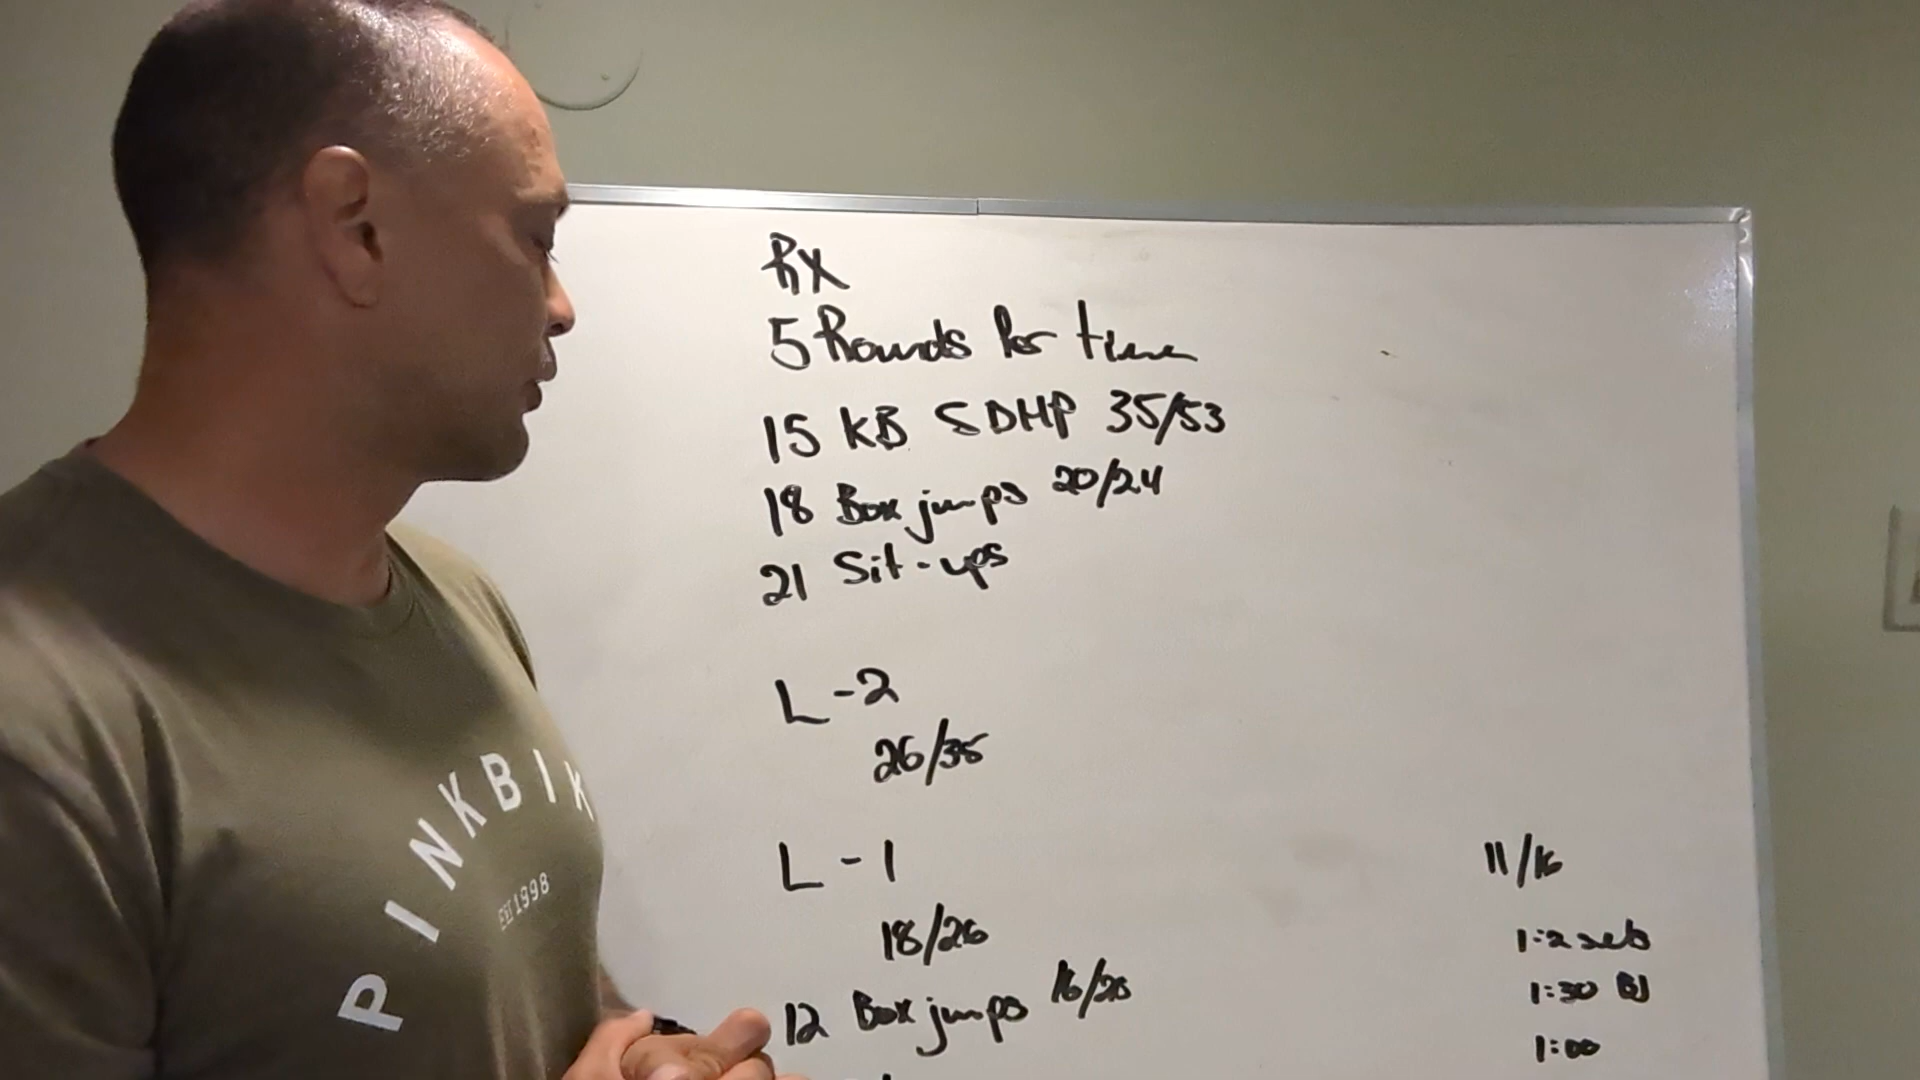 RX
5 Rounds for time
15 KB SDHP 35/53
18 Box jumps 20/24
21 Sit-ups
L-2
26/35
L-1
18/26
12 Box jumps 16/20
11/16
1:2 sets
1:30 BJ
1:00
PINKBIK
EST 1998